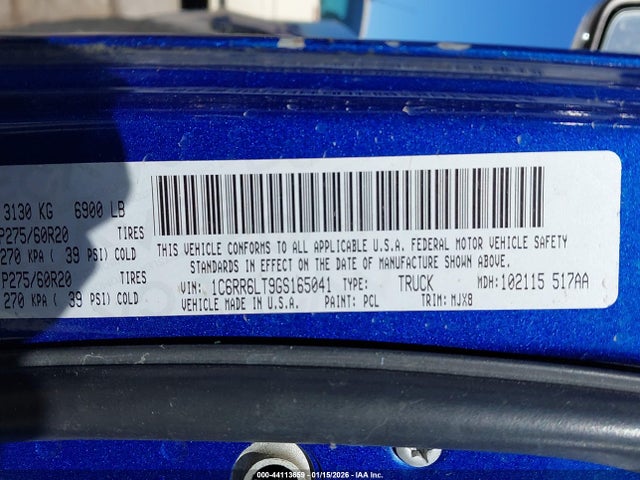 3130 KG 6900 LB
P275/60R20 TIRES
270 KPA ( 39 PSI) COLD
P275/60R20 TIRES
270 KPA ( 39 PSI) COLD
THIS VEHICLE CONFORMS TO ALL APPLICABLE U.S.A. FEDERAL MOTOR VEHICLE SAFETY
STANDARDS IN EFFECT ON THE DATE OF MANUFACTURE SHOWN ABOVE.
VIN: 1C6RR6LT9GS165041 TYPE: TRUCK MDH: 102115 517AA
VEHICLE MADE IN U.S.A. PAINT: PCL TRIM: MJX8
000-44113659 - 01/15/2026 - IAA Inc.